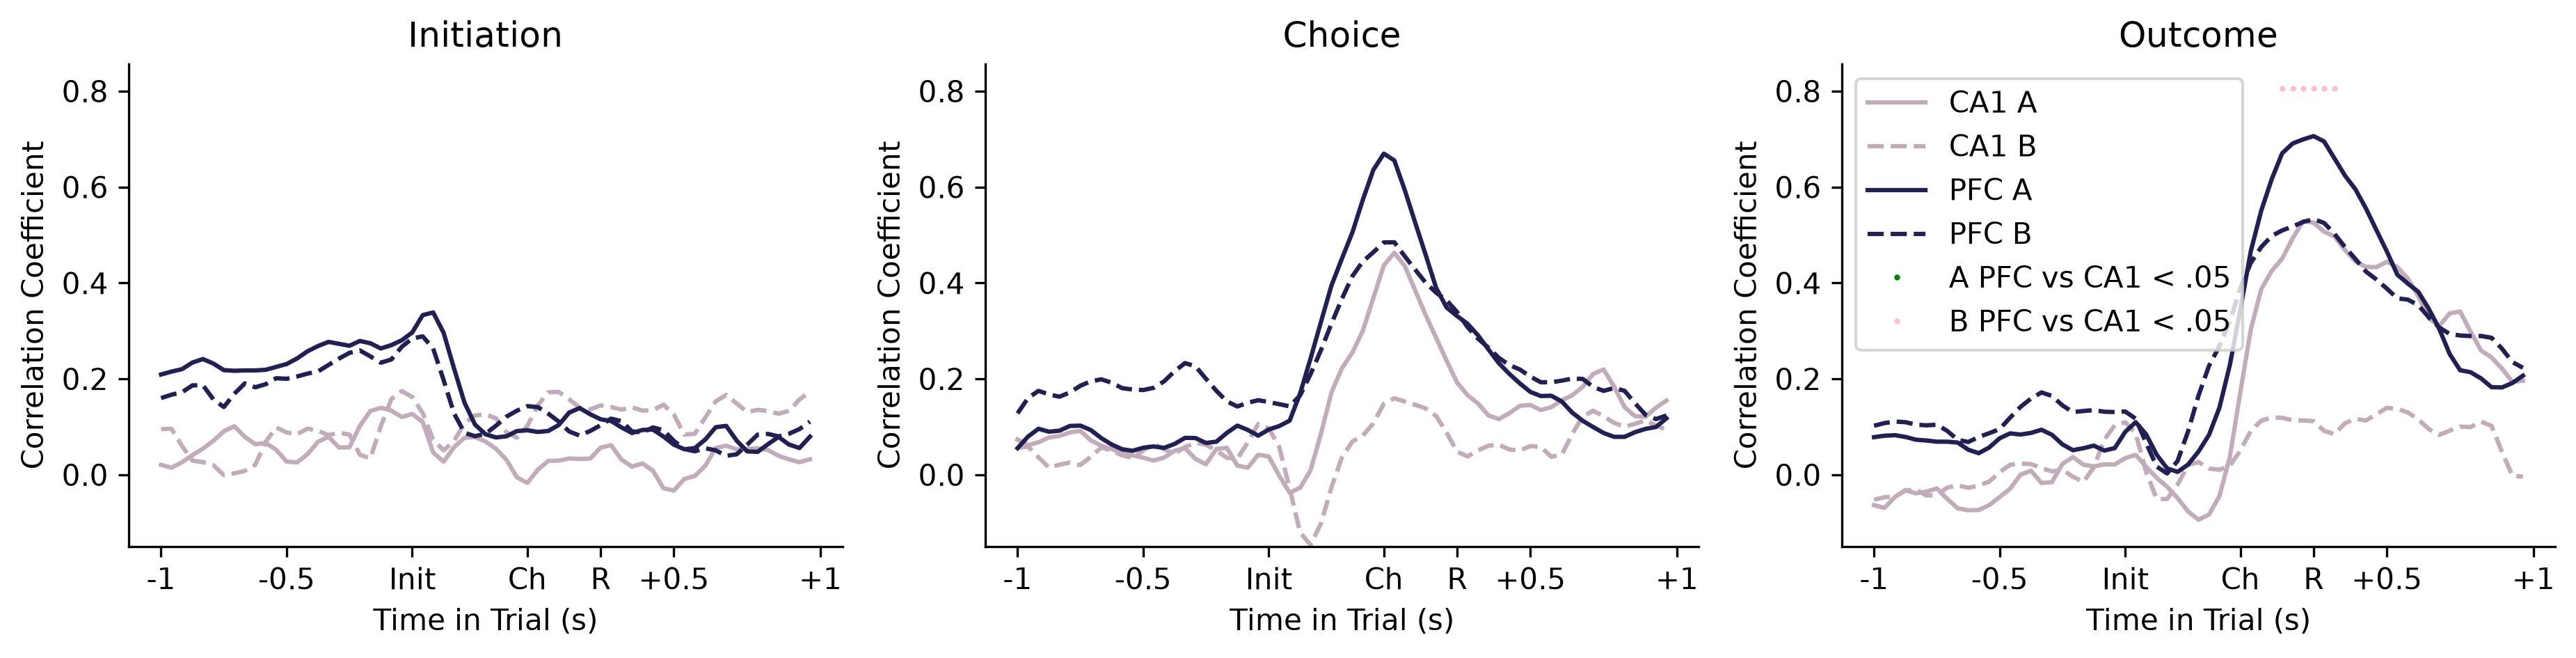 Initiation
Correlation Coefficient
0.8
0.6
0.4
0.2
0.0
-1 -0.5 Init Ch R +0.5 +1
Time in Trial (s)
Choice
Correlation Coefficient
0.8
0.6
0.4
0.2
0.0
-1 -0.5 Init Ch R +0.5 +1
Time in Trial (s)
Outcome
Correlation Coefficient
0.8
0.6
0.4
0.2
0.0
CA1 A
CA1 B
PFC A
PFC B
A PFC vs CA1 < .05
B PFC vs CA1 < .05
-1 -0.5 Init Ch R +0.5 +1
Time in Trial (s)